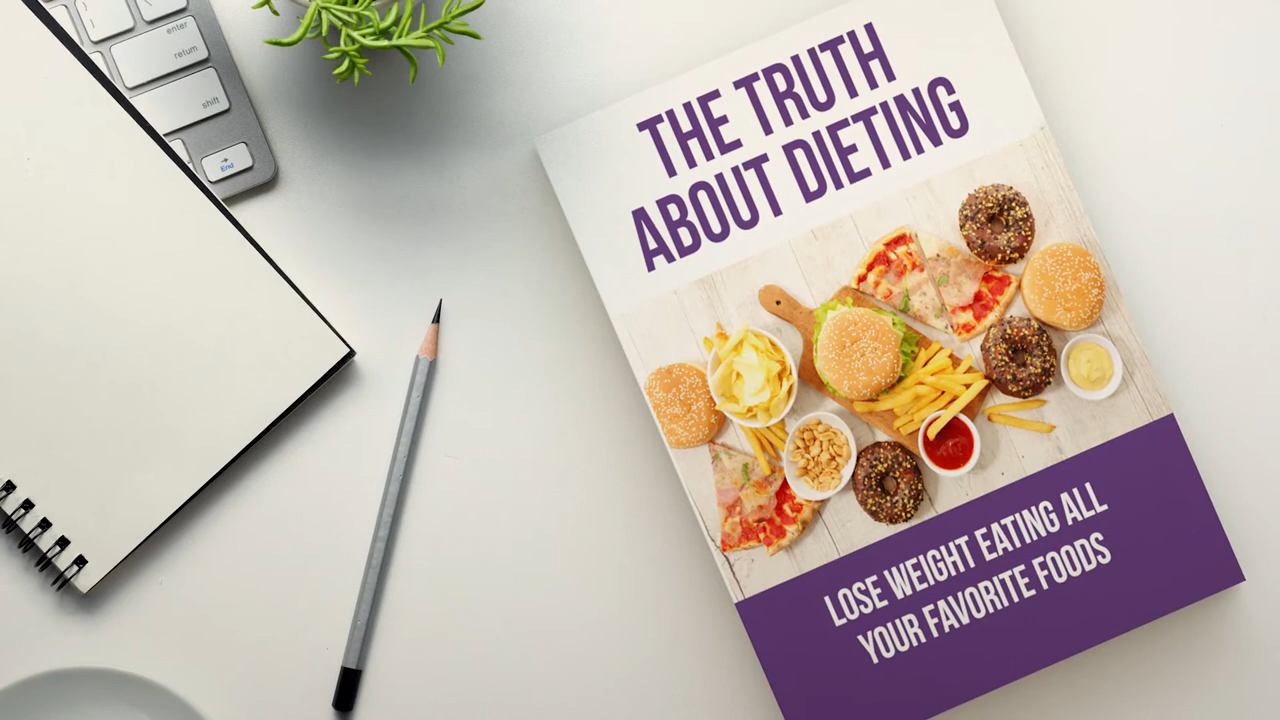 enter
return
shift
End
THE TRUTH
ABOUT DIETING
LOSE WEIGHT EATING ALL
YOUR FAVORITE FOODS